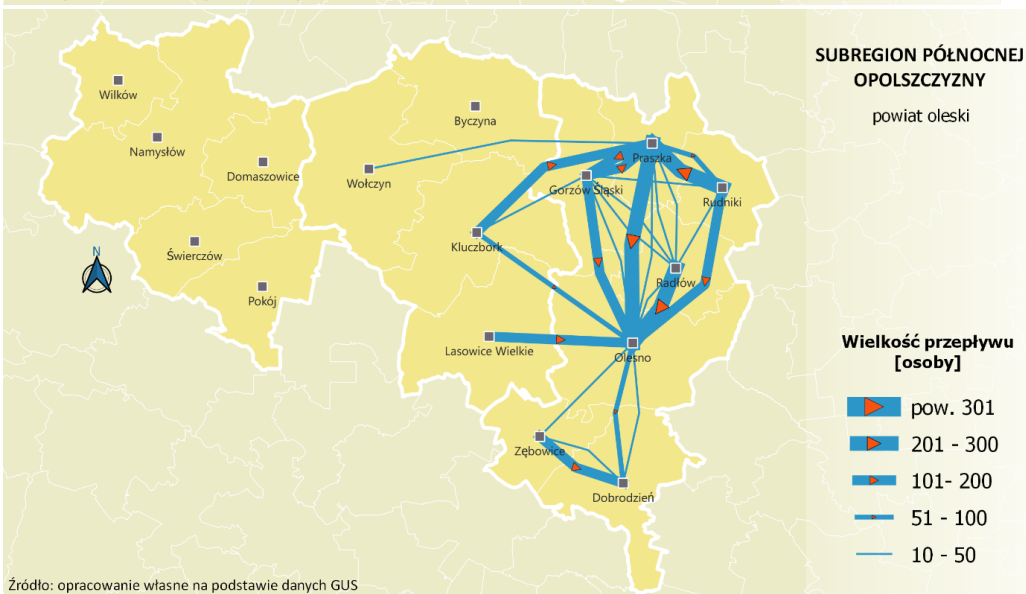 SUBREGION PÓŁNOCNEJ
OPOLSZCZYZNY
powiat oleski
Wilków
Namysłów
Domaszowice
Byczyna
Wołczyn
Praszka
Gorzów Śląski
Rudniki
Kluczbork
Świerczów
N
Pokój
Radłów
Lasowice Wielkie
Olesno
Zębowice
Dobrodzień
Wielkość przepływu
[osoby]
pow. 301
201 - 300
101- 200
51 - 100
10 - 50
Źródło: opracowanie własne na podstawie danych GUS